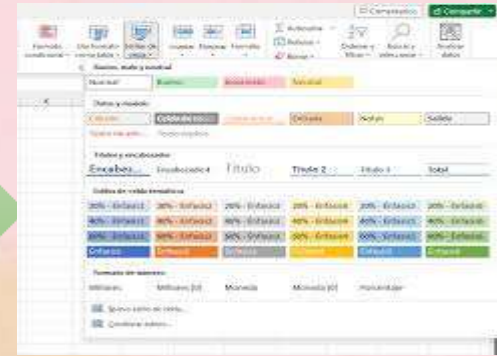 Comentarios Compartir
Formato Dar formato Estilos de Insertar Eliminar Formato Autosuma
Rellenar Ordenar y Buscar y Analizar
condicional como tabla celda Borrar filtrar seleccionar datos
Bueno, malo y neutral
Normal Bueno Incorrecto Neutral
Datos y modelo
Cálculo Celda de co... Entrada Notas Salida
Texto de adv... Texto explica...
Títulos y encabezados
Encabez... Encabezado 4 Título Título 2 Título 3 Total
Estilos de celda temáticos
20% - Énfasis1 20% - Énfasis2 20% - Énfasis3 20% - Énfasis4 20% - Énfasis5 20% - Énfasis6
40% - Énfasis1 40% - Énfasis2 40% - Énfasis3 40% - Énfasis4 40% - Énfasis5 40% - Énfasis6
60% - Énfasis1 60% - Énfasis2 60% - Énfasis3 60% - Énfasis4 60% - Énfasis5 60% - Énfasis6
Énfasis1 Énfasis2 Énfasis3 Énfasis4 Énfasis5 Énfasis6
Formato de número
Millares Millares [0] Moneda Moneda [0] Porcentaje
Nuevo estilo de celda...
Combinar estilos...